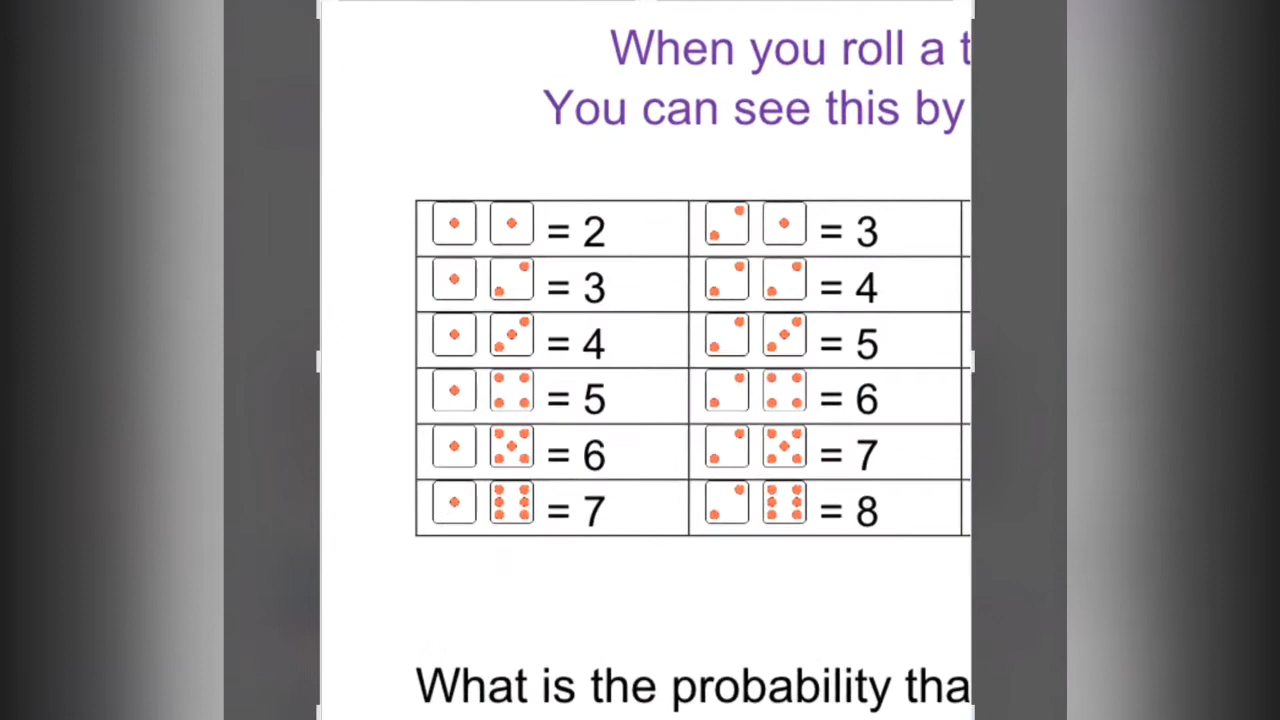 When you roll a t
You can see this by
= 2 = 3
= 3 = 4
= 4 = 5
= 5 = 6
= 6 = 7
= 7 = 8
What is the probability tha